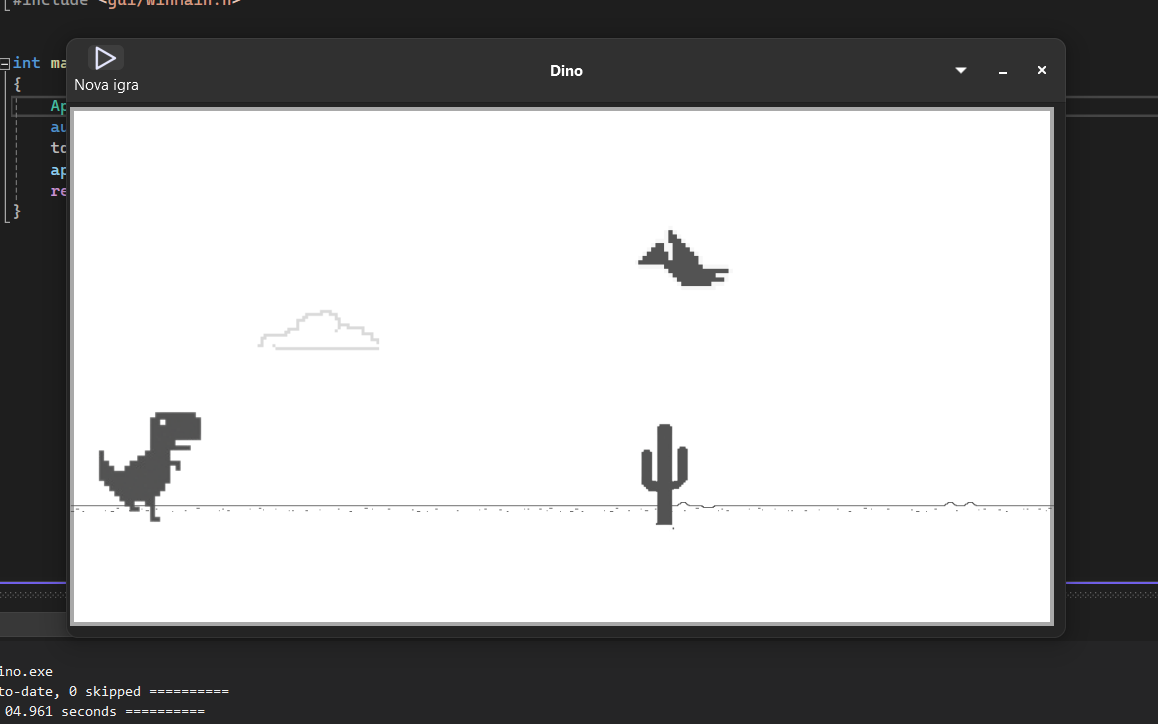 #include <gui/WinMain.h>
int ma
{
Ap
au
td
ap
re
}
Nova igra
Dino
ino.exe
to-date, 0 skipped ==========
04.961 seconds ==========